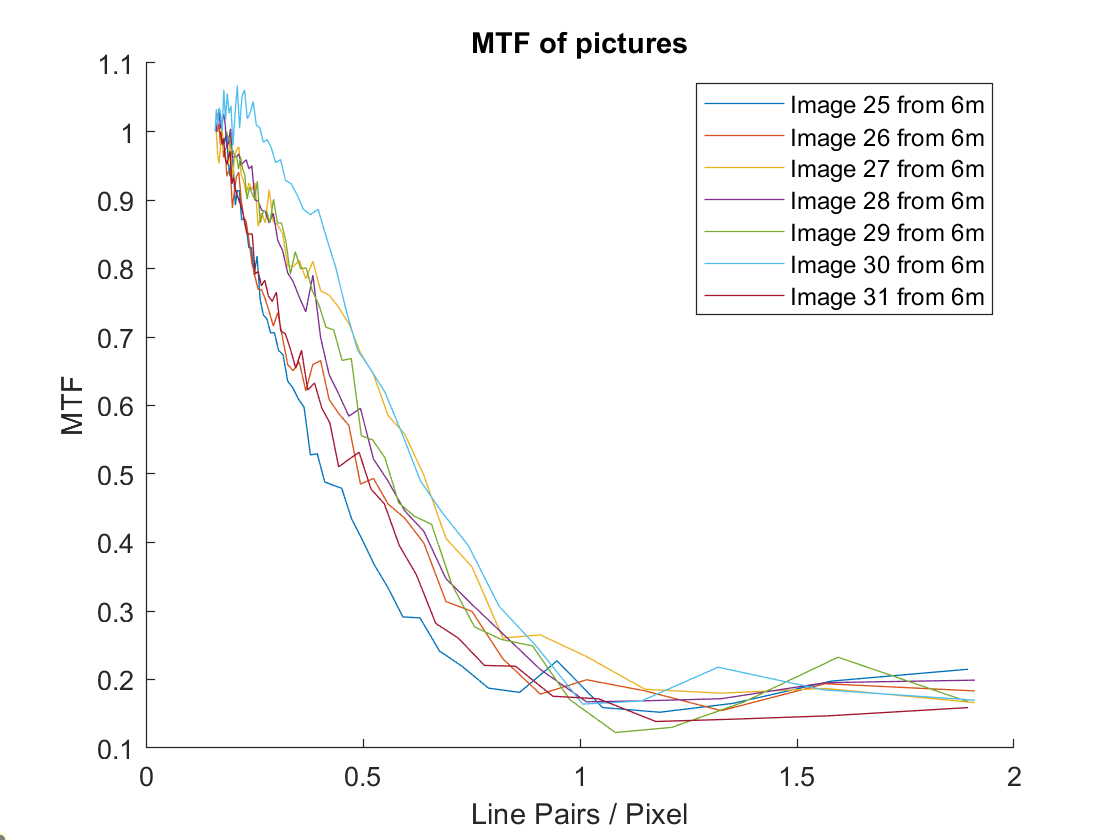 MTF of pictures
1.1
1
0.9
0.8
0.7
0.6
0.5
0.4
0.3
0.2
0.1
MTF
Image 25 from 6m
Image 26 from 6m
Image 27 from 6m
Image 28 from 6m
Image 29 from 6m
Image 30 from 6m
Image 31 from 6m
0 0.5 1 1.5 2
Line Pairs / Pixel